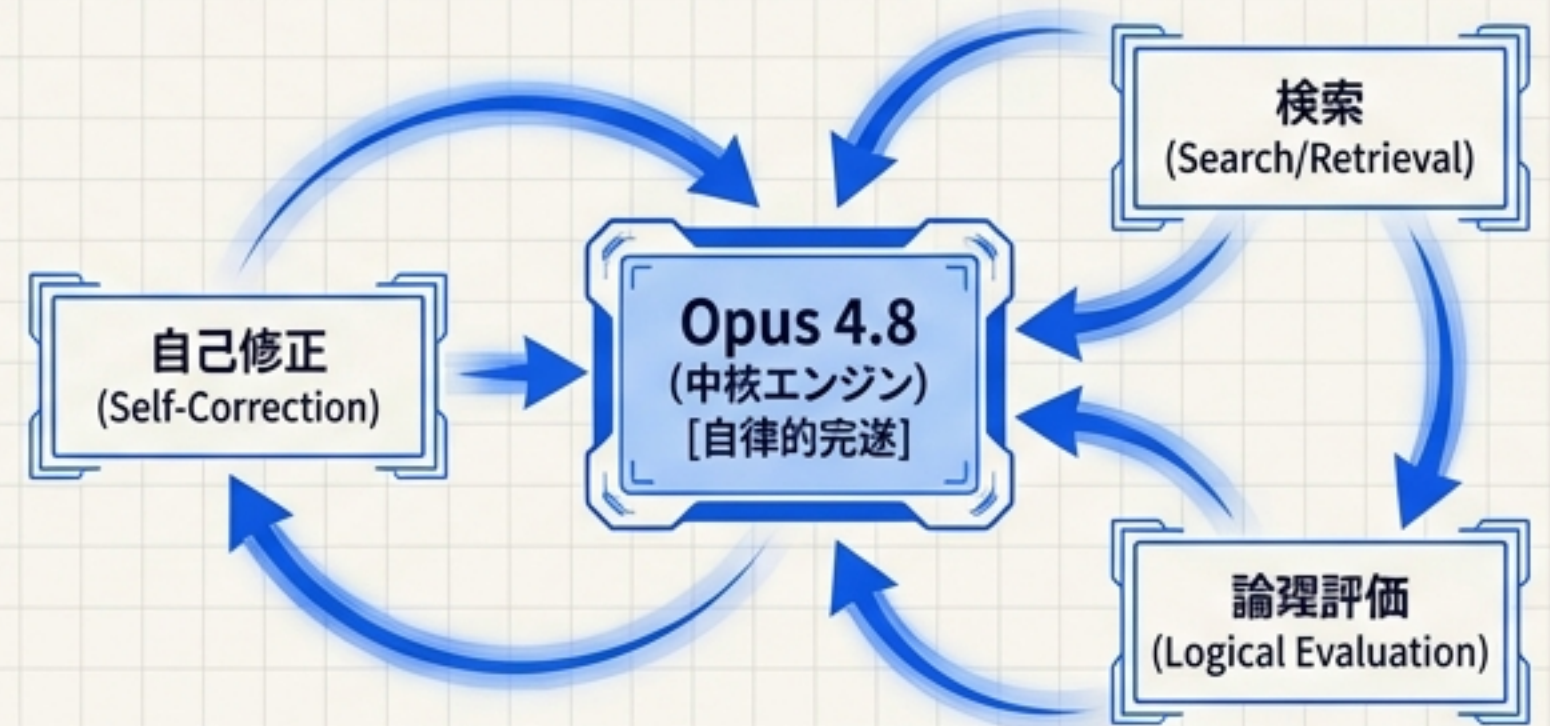 検索
(Search/Retrieval)
自己修正
(Self-Correction)
Opus 4.8
(中核エンジン)
[自律的完遂]
論理評価
(Logical Evaluation)